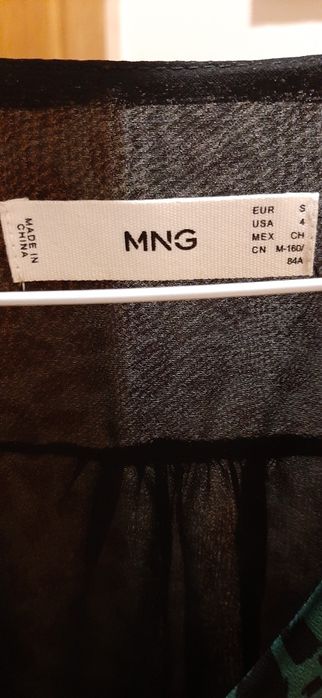 MADE IN
CHINA
MNG
EUR S
USA 4
MEX CH
CN M-160/
84A